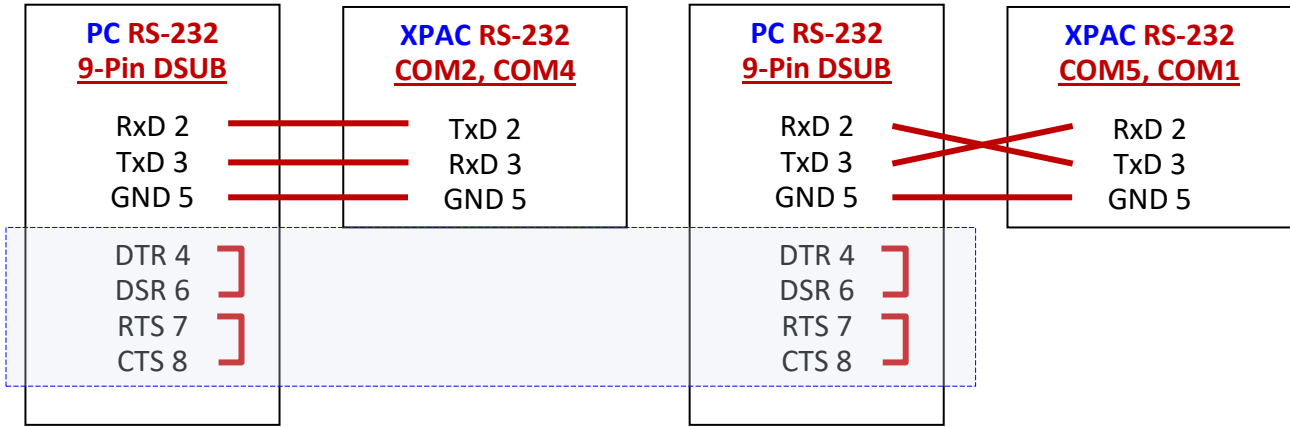 PC RS-232
9-Pin DSUB
RxD 2
TxD 3
GND 5
DTR 4
DSR 6
RTS 7
CTS 8
XPAC RS-232
COM2, COM4
TxD 2
RxD 3
GND 5
PC RS-232
9-Pin DSUB
RxD 2
TxD 3
GND 5
DTR 4
DSR 6
RTS 7
CTS 8
XPAC RS-232
COM5, COM1
RxD 2
TxD 3
GND 5